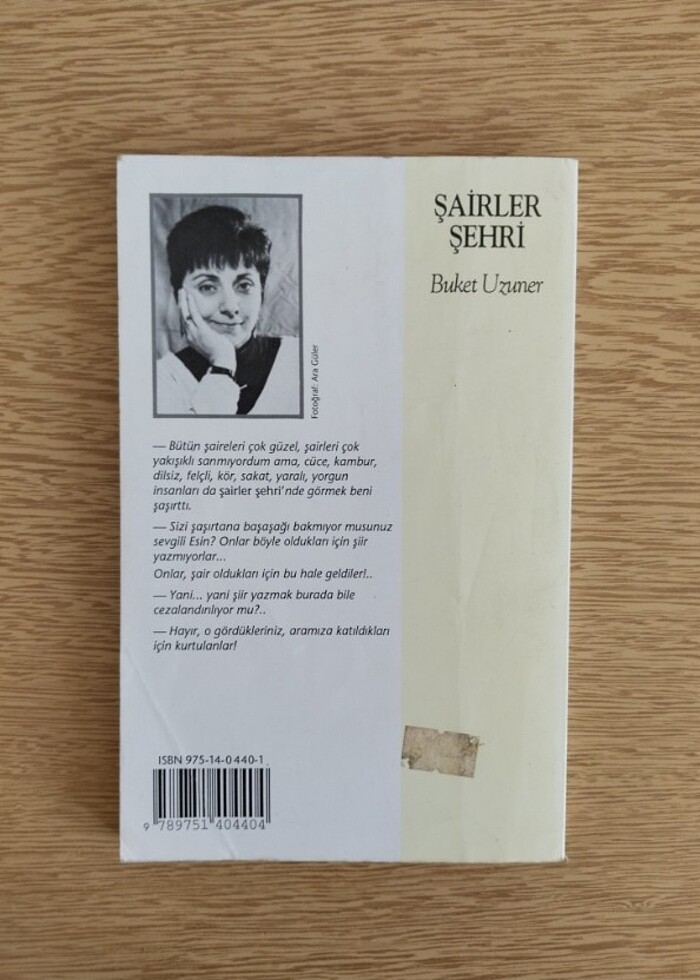 ŞAİRLER
ŞEHRİ
Buket Uzuner
Fotoğraf: Ara Güler
— Bütün şaireleri çok güzel, şairleri çok
yakışıklı sanmıyordum ama, cüce, kambur,
dilsiz, felçli, kör, sakat, yaralı, yorgun
insanları da şairler şehri'nde görmek beni
şaşırttı.
— Sizi şaşırtana başaşağı bakmıyor musunuz
sevgili Esin? Onlar böyle oldukları için şiir
yazmıyorlar...
Onlar, şair oldukları için bu hale geldiler!..
— Yani... yani şiir yazmak burada bile
cezalandırılıyor mu?..
— Hayır, o gördükleriniz, aramıza katıldıkları
için kurtulanlar!
ISBN 975-14-0440-1
9 789751 404404